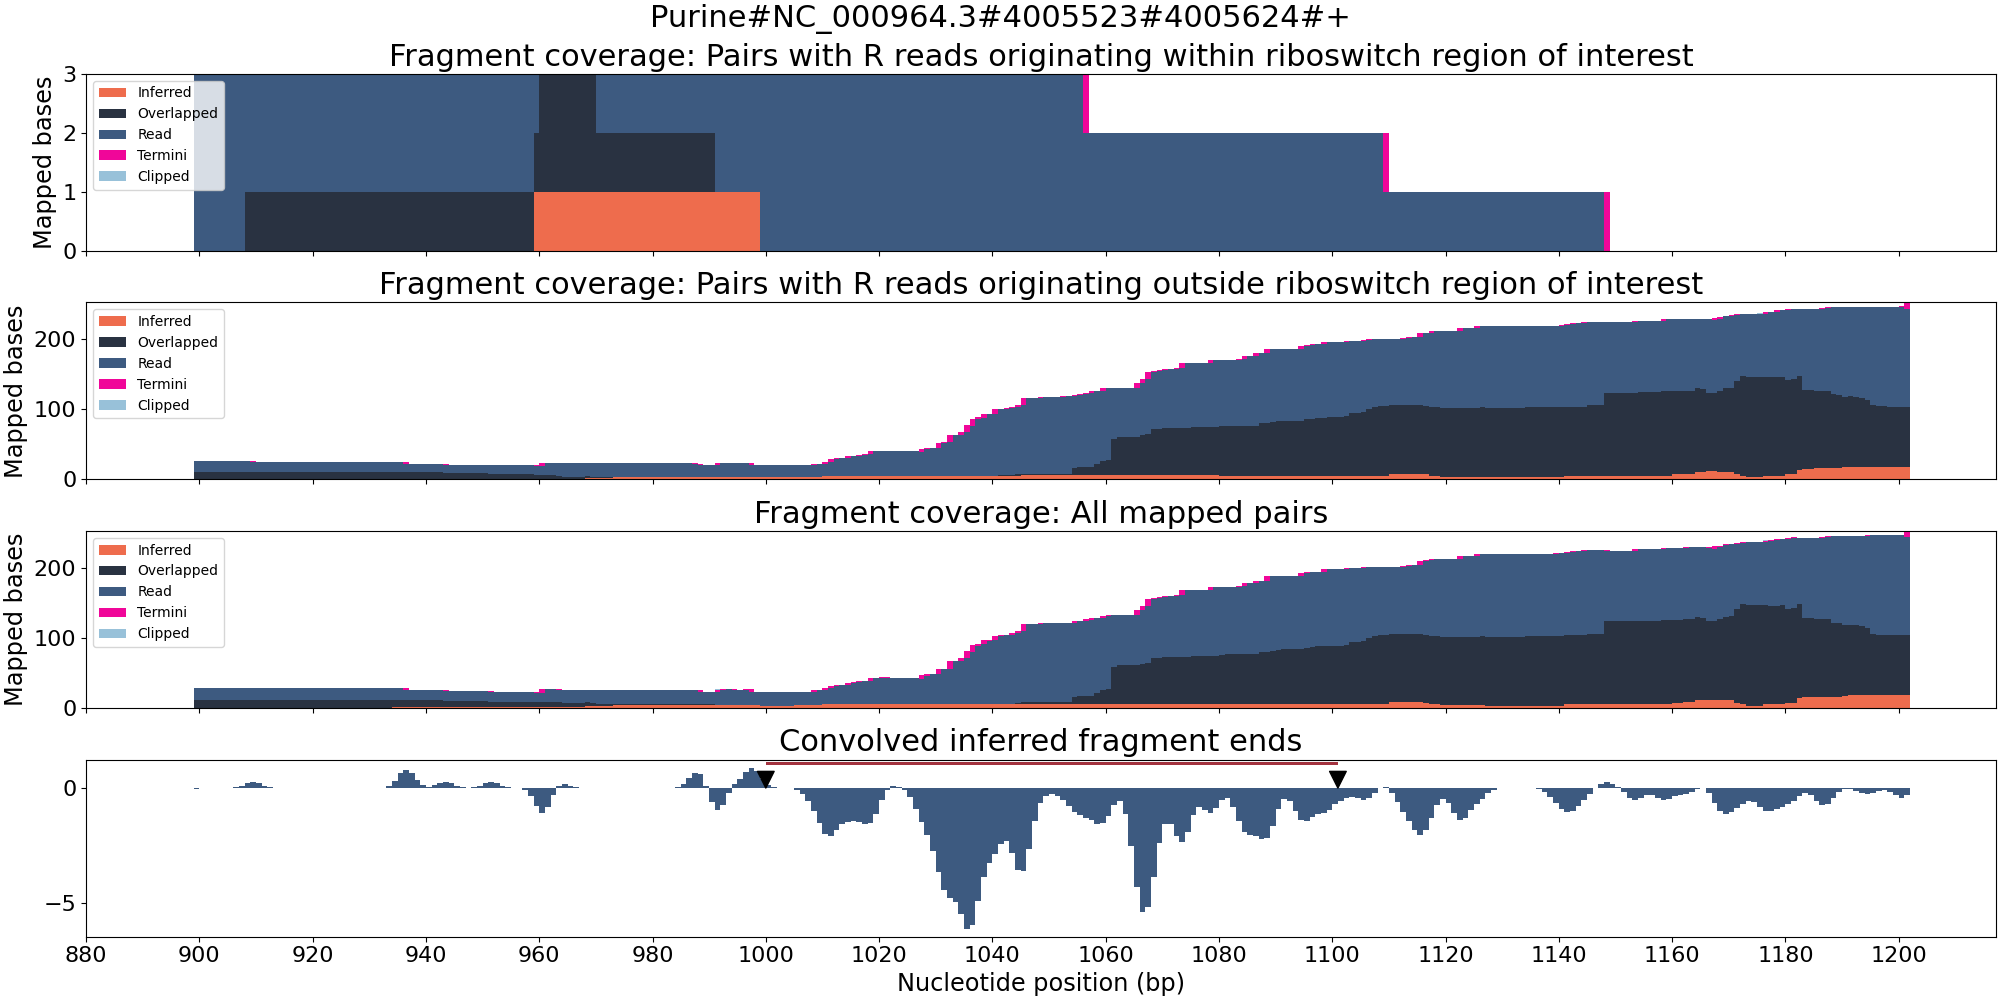 Purine#NC_000964.3#4005523#4005624#+
Fragment coverage: Pairs with R reads originating within riboswitch region of interest
Mapped bases
3
2
1
0
Inferred
Overlapped
Read
Termini
Clipped
Fragment coverage: Pairs with R reads originating outside riboswitch region of interest
Mapped bases
200
100
0
Inferred
Overlapped
Read
Termini
Clipped
Fragment coverage: All mapped pairs
Mapped bases
200
100
0
Inferred
Overlapped
Read
Termini
Clipped
Convolved inferred fragment ends
0
−5
880 900 920 940 960 980 1000 1020 1040 1060 1080 1100 1120 1140 1160 1180 1200
Nucleotide position (bp)